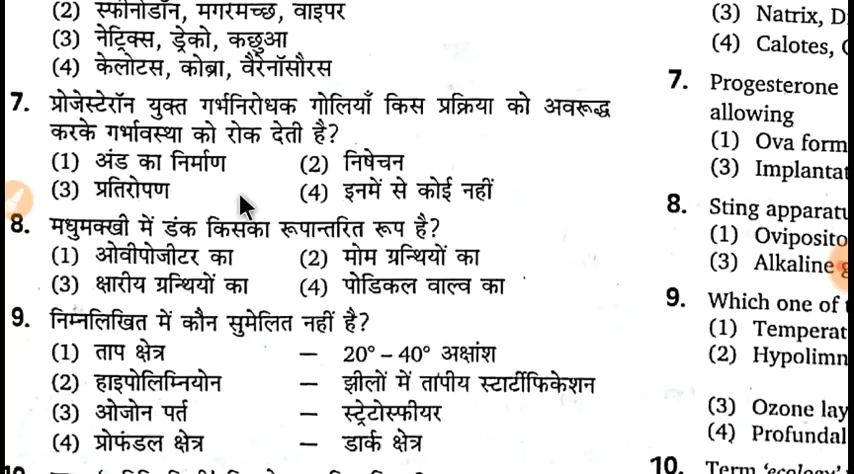 (2) स्फीनोडॉन, मगरमच्छ, वाइपर
(3) नेट्रिक्स, ड्रेको, कछुआ
(4) केलोटस, कोब्रा, वैरेनॉसौरस
7. प्रोजेस्टेरॉन युक्त गर्भनिरोधक गोलियाँ किस प्रक्रिया को अवरूद्ध
करके गर्भावस्था को रोक देती है?
(1) अंड का निर्माण (2) निषेचन
(3) प्रतिरोपण (4) इनमें से कोई नहीं
8. मधुमक्खी में डंक किसका रूपान्तरित रूप है?
(1) ओवीपोजीटर का (2) मोम ग्रन्थियों का
(3) क्षारीय ग्रन्थियों का (4) पोडिकल वाल्व का
9. निम्नलिखित में कौन सुमेलित नहीं है?
(1) ताप क्षेत्र — 20° – 40° अक्षांश
(2) हाइपोलिम्नियोन — झीलों में तापीय स्टार्टीफिकेशन
(3) ओजोन पर्त — स्ट्रेटोस्फीयर
(4) प्रोफंडल क्षेत्र — डार्क क्षेत्र
(3) Natrix, D
(4) Calotes,
7. Progesterone
allowing
(1) Ova form
(3) Implantat
8. Sting apparatu
(1) Oviposito
(3) Alkaline
9. Which one of
(1) Temperat
(2) Hypolimn
(3) Ozone lay
(4) Profundal
10. Term 'ecology'